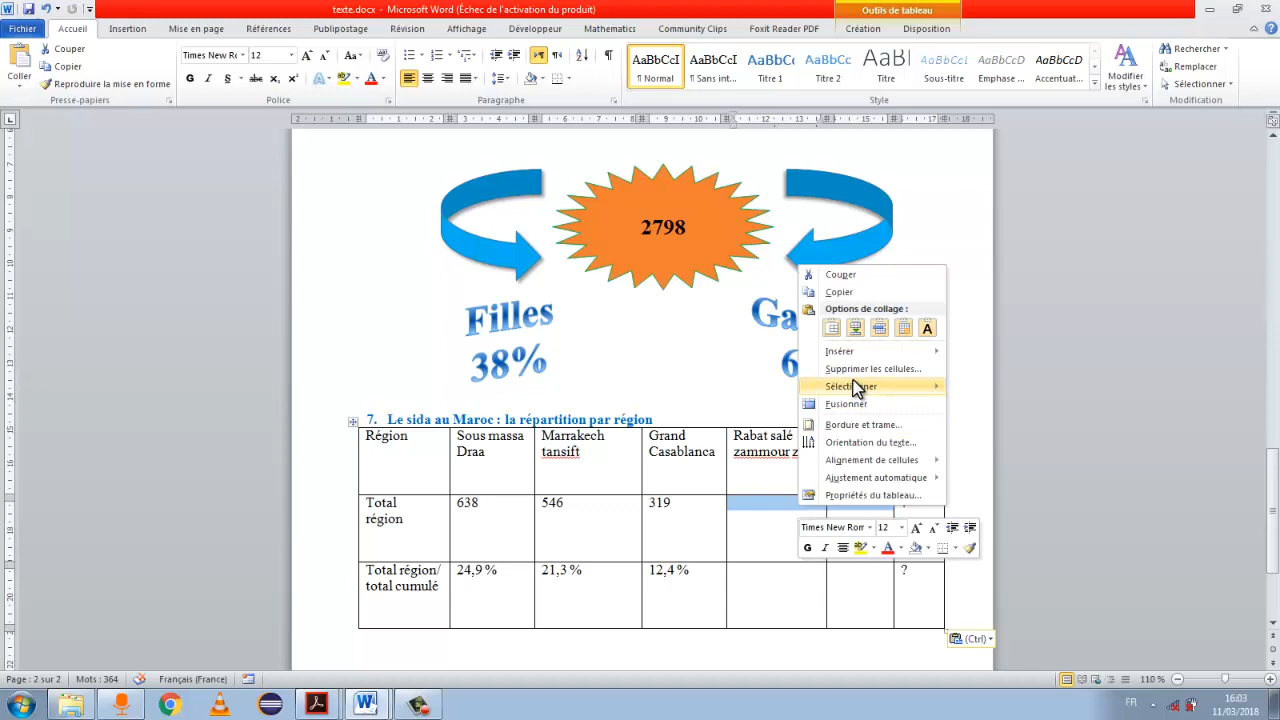 texte.docx - Microsoft Word (Échec de l'activation du produit)
Outils de tableau
Fichier Accueil Insertion Mise en page Références Publipostage Révision Affichage Développeur Mathematics Community Clips Foxit Reader PDF Création Disposition
Coller
Couper
Copier
Reproduire la mise en forme
Presse-papiers
Times New Ro 12
Police
Paragraphe
AaBbCcI AaBbCcI AaBbCc AaBbCc AaBl AaBbCcI AaBbCcD AaBbCcD
¶ Normal ¶ Sans int... Titre 1 Titre 2 Titre Sous-titre Emphase ... Accentuat...
Style
Modifier les styles
Rechercher
Remplacer
Sélectionner
Modification
2798
Filles
38%
Ga
6
7. Le sida au Maroc : la répartition par région
Région Sous massa Draa Marrakech tansift Grand Casablanca Rabat salé zammour z
Total région 638 546 319
Total région/ total cumulé 24,9 % 21,3 % 12,4 % ?
Couper
Copier
Options de collage :
Insérer
Supprimer les cellules...
Sélectionner
Fusionner
Bordure et trame...
Orientation du texte...
Alignement de cellules
Ajustement automatique
Propriétés du tableau...
Times New Rom 12
G I
(Ctrl)
Page : 2 sur 2 Mots : 364 Français (France) 110 %
FR
16:03
11/03/2018